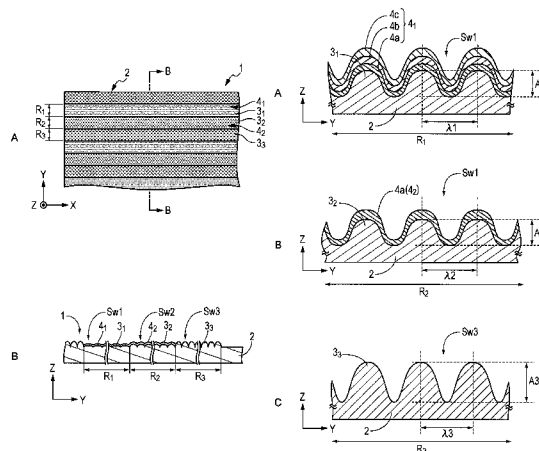 2
B
1
R₁
R₂
R₃
4₁
3₁
3₂
4₂
3₃
A
Y
Z
X
B
B
1
Sw1
4₁
3₁
Sw2
4₂
3₂
Sw3
3₃
2
R₁
R₂
R₃
Z
Y
4c
4b
4a
4₁
3₁
Sw1
A
A
Z
Y
2
λ1
R₁
Sw1
4a(4₂)
3₂
B
A
Z
Y
2
λ2
R₂
Sw3
3₃
A3
C
Z
Y
2
λ3